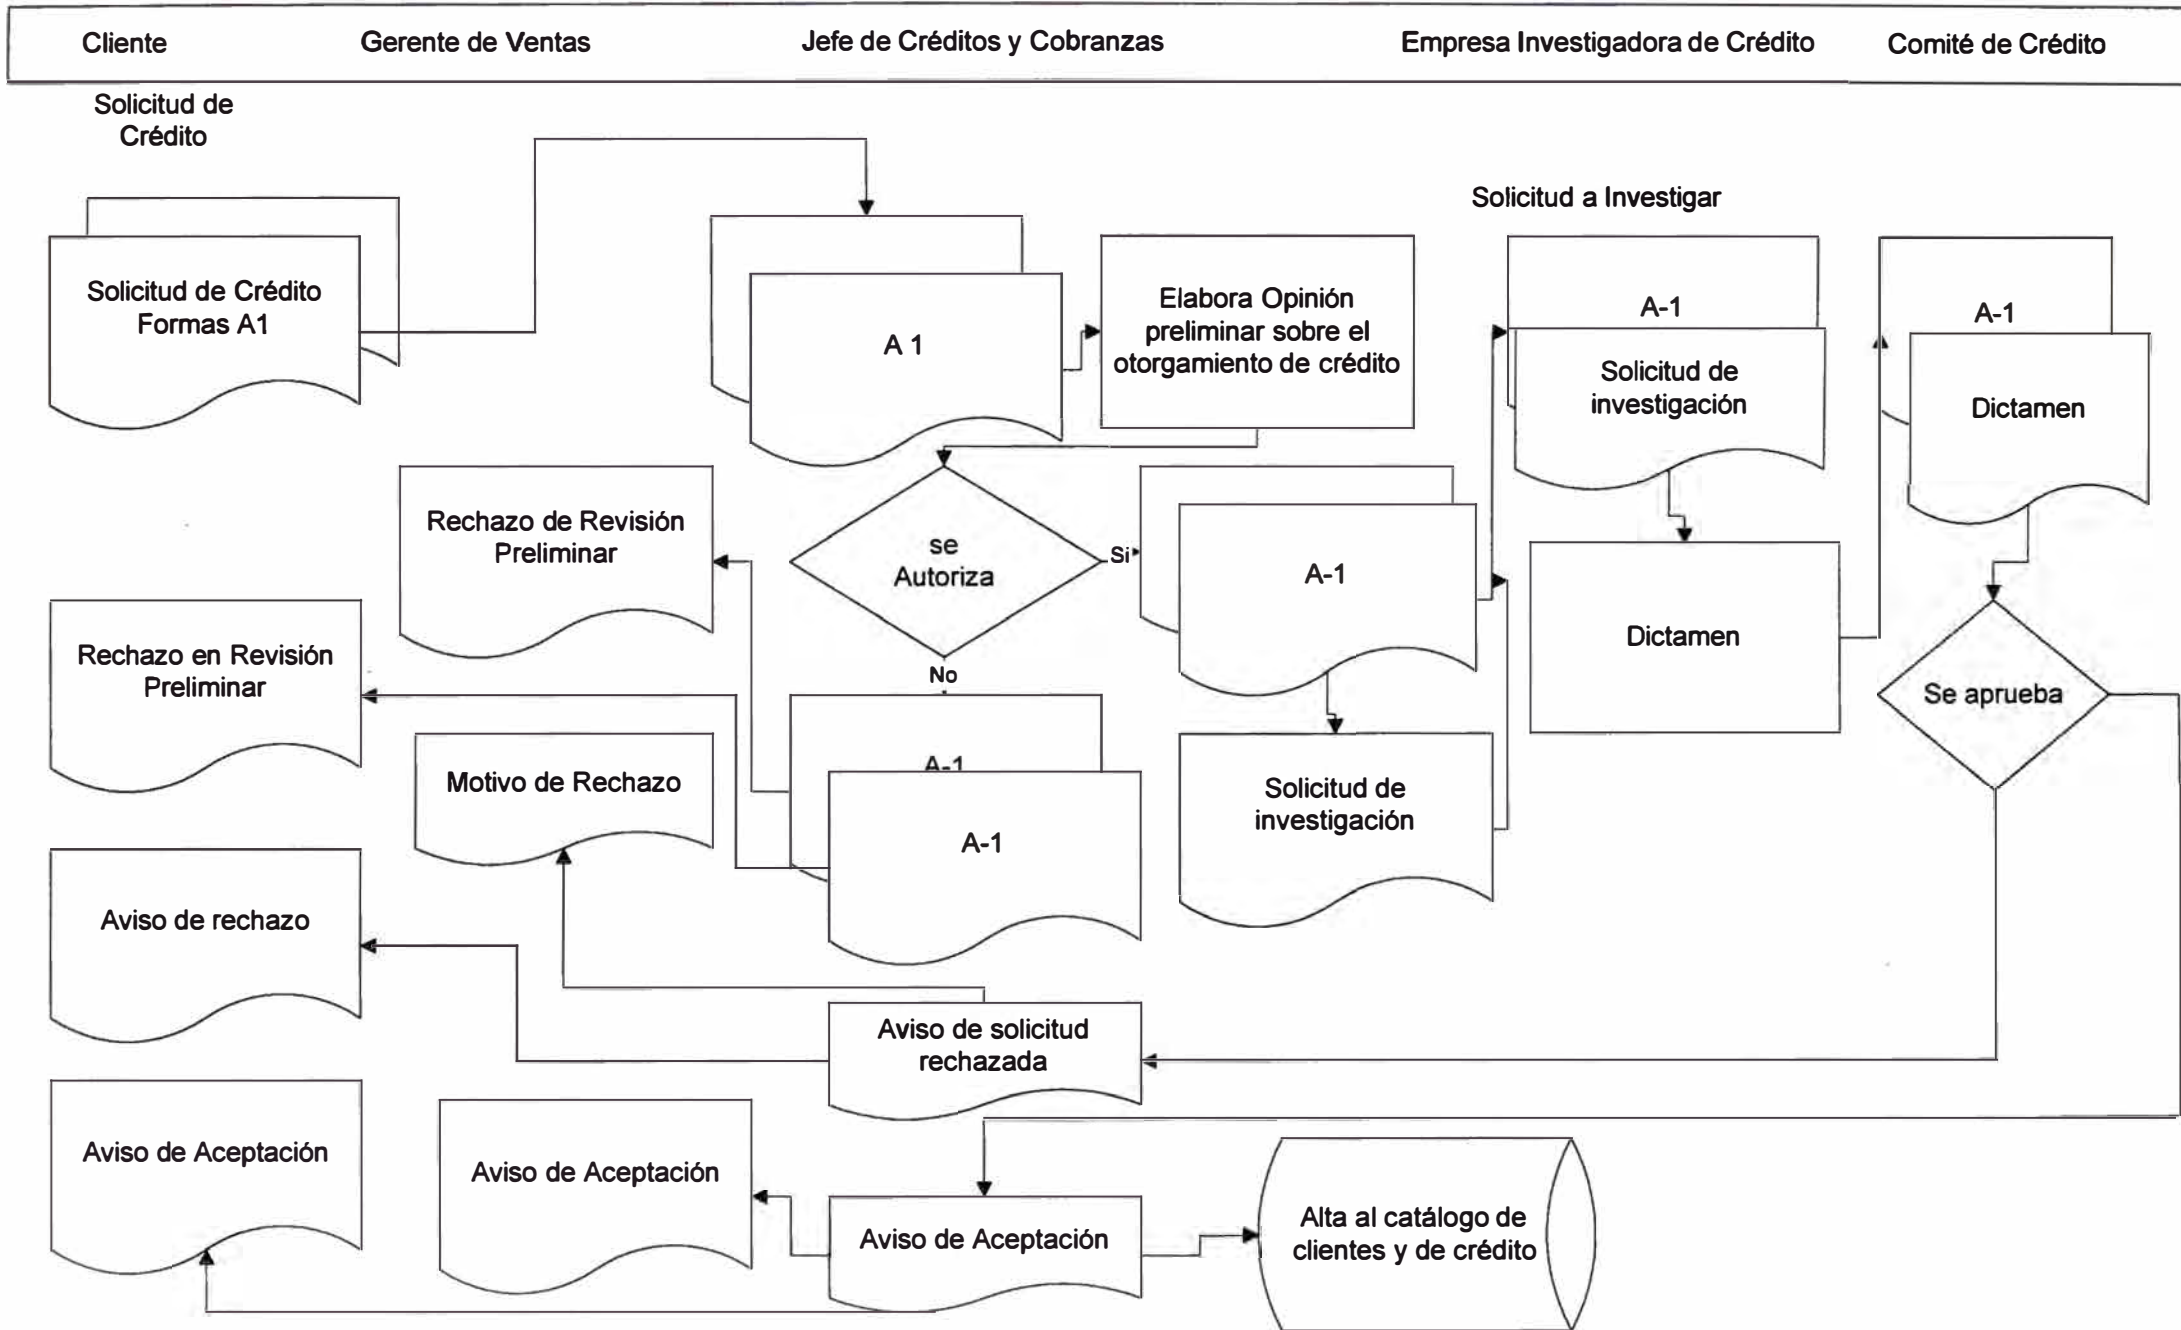 Cliente
Gerente de Ventas
Jefe de Créditos y Cobranzas
Empresa Investigadora de Crédito
Comité de Crédito
Solicitud de
Crédito
Solicitud a Investigar
Solicitud de Crédito
Formas A1
A 1
Elabora Opinión
preliminar sobre el
otorgamiento de crédito
A-1
Solicitud de
investigación
A-1
Dictamen
Rechazo de Revisión
Preliminar
se
Autoriza
Si
A-1
Dictamen
Rechazo en Revisión
Preliminar
No
Se aprueba
Motivo de Rechazo
A-1
A-1
Solicitud de
investigación
Aviso de rechazo
Aviso de solicitud
rechazada
Aviso de Aceptación
Aviso de Aceptación
Aviso de Aceptación
Alta al catálogo de
clientes y de crédito